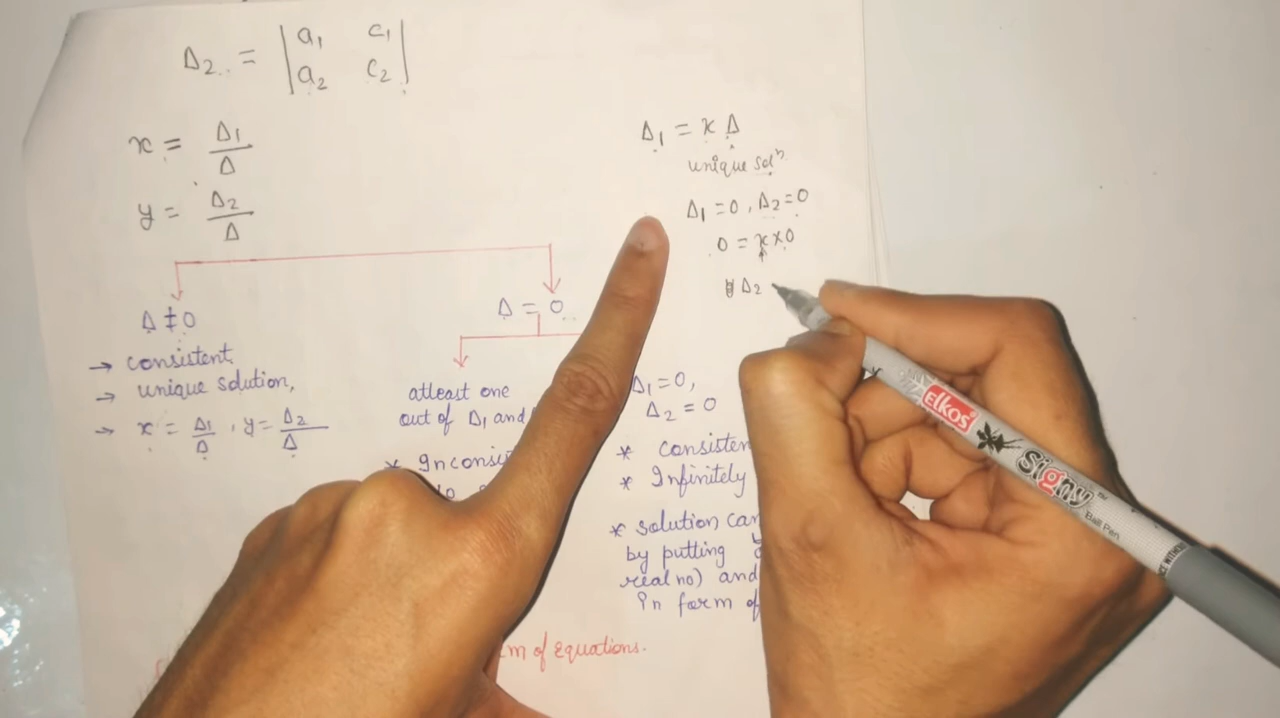 Δ2 = | a1 c1 |
| a2 c2 |
x = Δ1/Δ
y = Δ2/Δ
Δ1 = x Δ
unique solⁿ.
Δ1 = 0, Δ2 = 0
0 = x × 0
Δ2
Δ ≠ 0
→ consistent
→ unique solution,
→ x = Δ1/Δ, y = Δ2/Δ
Δ = 0
atleast one
out of Δ1 and
* Inconsi
Δ1 = 0,
Δ2 = 0
* Consisten
* Infinitely
* solution can
by putting
real no) and
in form of
m of Equations.
Elkos
Signy
Ball Pen